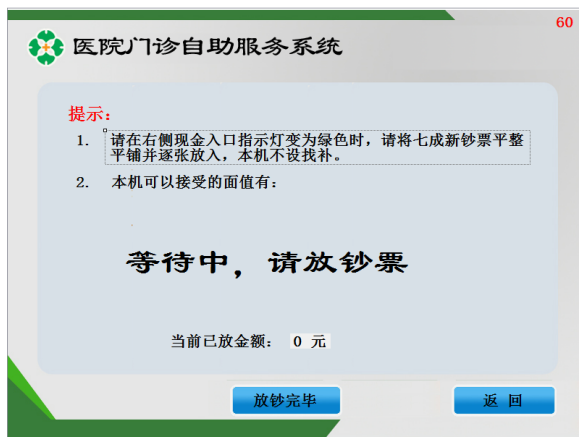 60
医院门诊自助服务系统
提示：
1. 请在右侧现金入口指示灯变为绿色时，请将七成新钞票平整
平铺并逐张放入，本机不设找补。
2. 本机可以接受的面值有：
等待中，请放钞票
当前已放金额： 0 元
放钞完毕
返 回